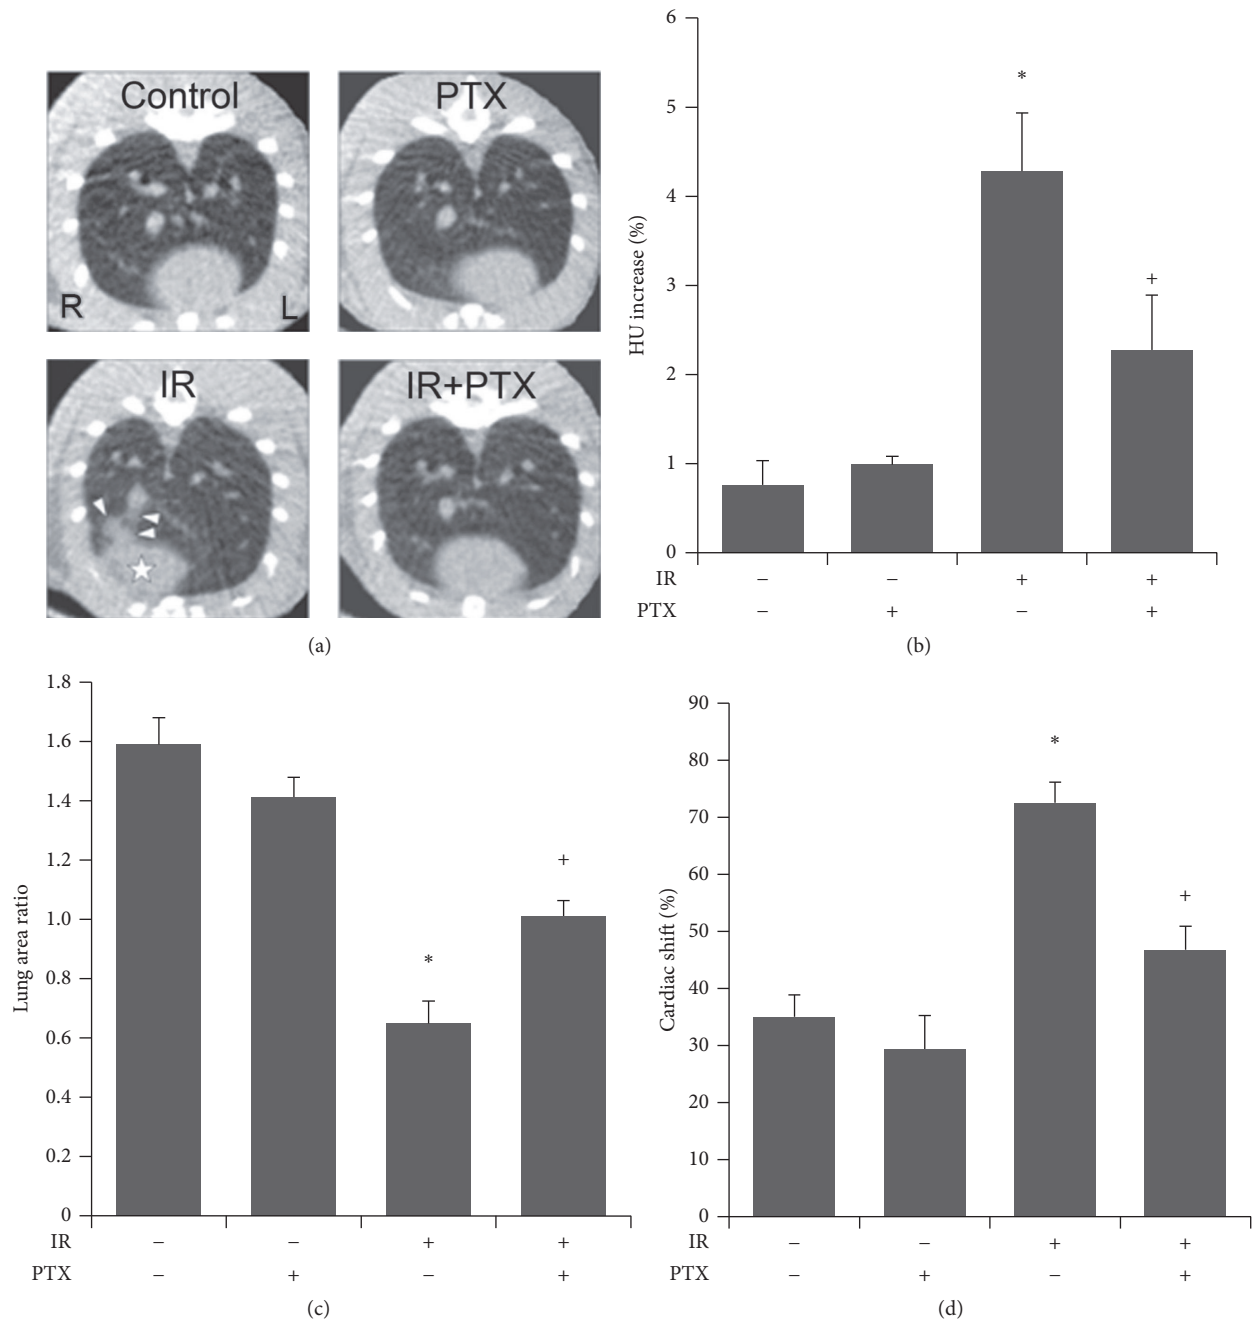 Control
PTX
R
L
IR
IR+PTX
(a)
6
5
4
3
2
1
0
HU increase (%)
*
+
IR − − + +
PTX − + − +
(b)
1.8
1.6
1.4
1.2
1.0
0.8
0.6
0.4
0.2
0
Lung area ratio
*
+
IR − − + +
PTX − + − +
(c)
90
80
70
60
50
40
30
20
10
0
Cardiac shift (%)
*
+
IR − − + +
PTX − + − +
(d)